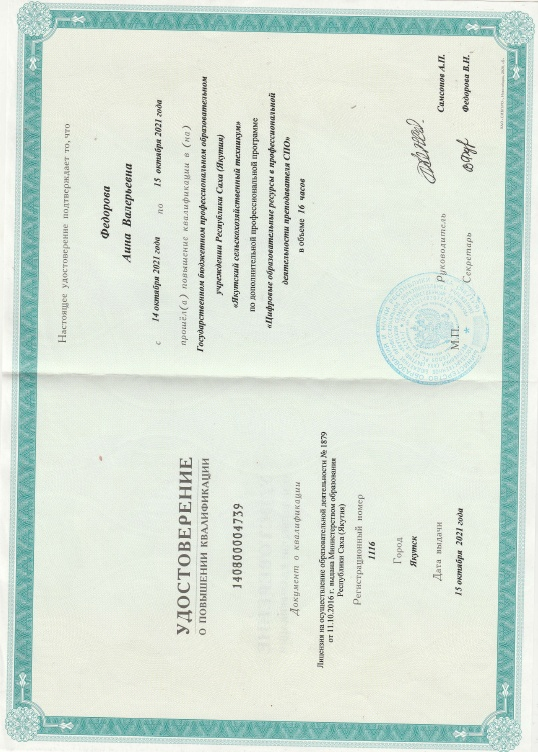 УДОСТОВЕРЕНИЕ
О ПОВЫШЕНИИ КВАЛИФИКАЦИИ
140800004739
Документ о квалификации
Лицензия на осуществление образовательной деятельности № 1879
от 11.10.2016 г. выдана Министерством образования
Республики Саха (Якутия)
Регистрационный номер
1116
Город
Якутск
Дата выдачи
15 октября 2021 года
Настоящее удостоверение подтверждает то, что
Федорова
Анна Валерьевна
с 14 октября 2021 года по 15 октября 2021 года
прошёл(а) повышение квалификации в (на)
Государственном бюджетном профессиональном образовательном
учреждении Республики Саха (Якутия)
«Якутский сельскохозяйственный техникум»
по дополнительной профессиональной программе
«Цифровые образовательные ресурсы в профессиональной
деятельности преподавателя СПО»
в объеме 16 часов
Руководитель Самсонов А.П.
Секретарь Федорова В.И.
М.П.